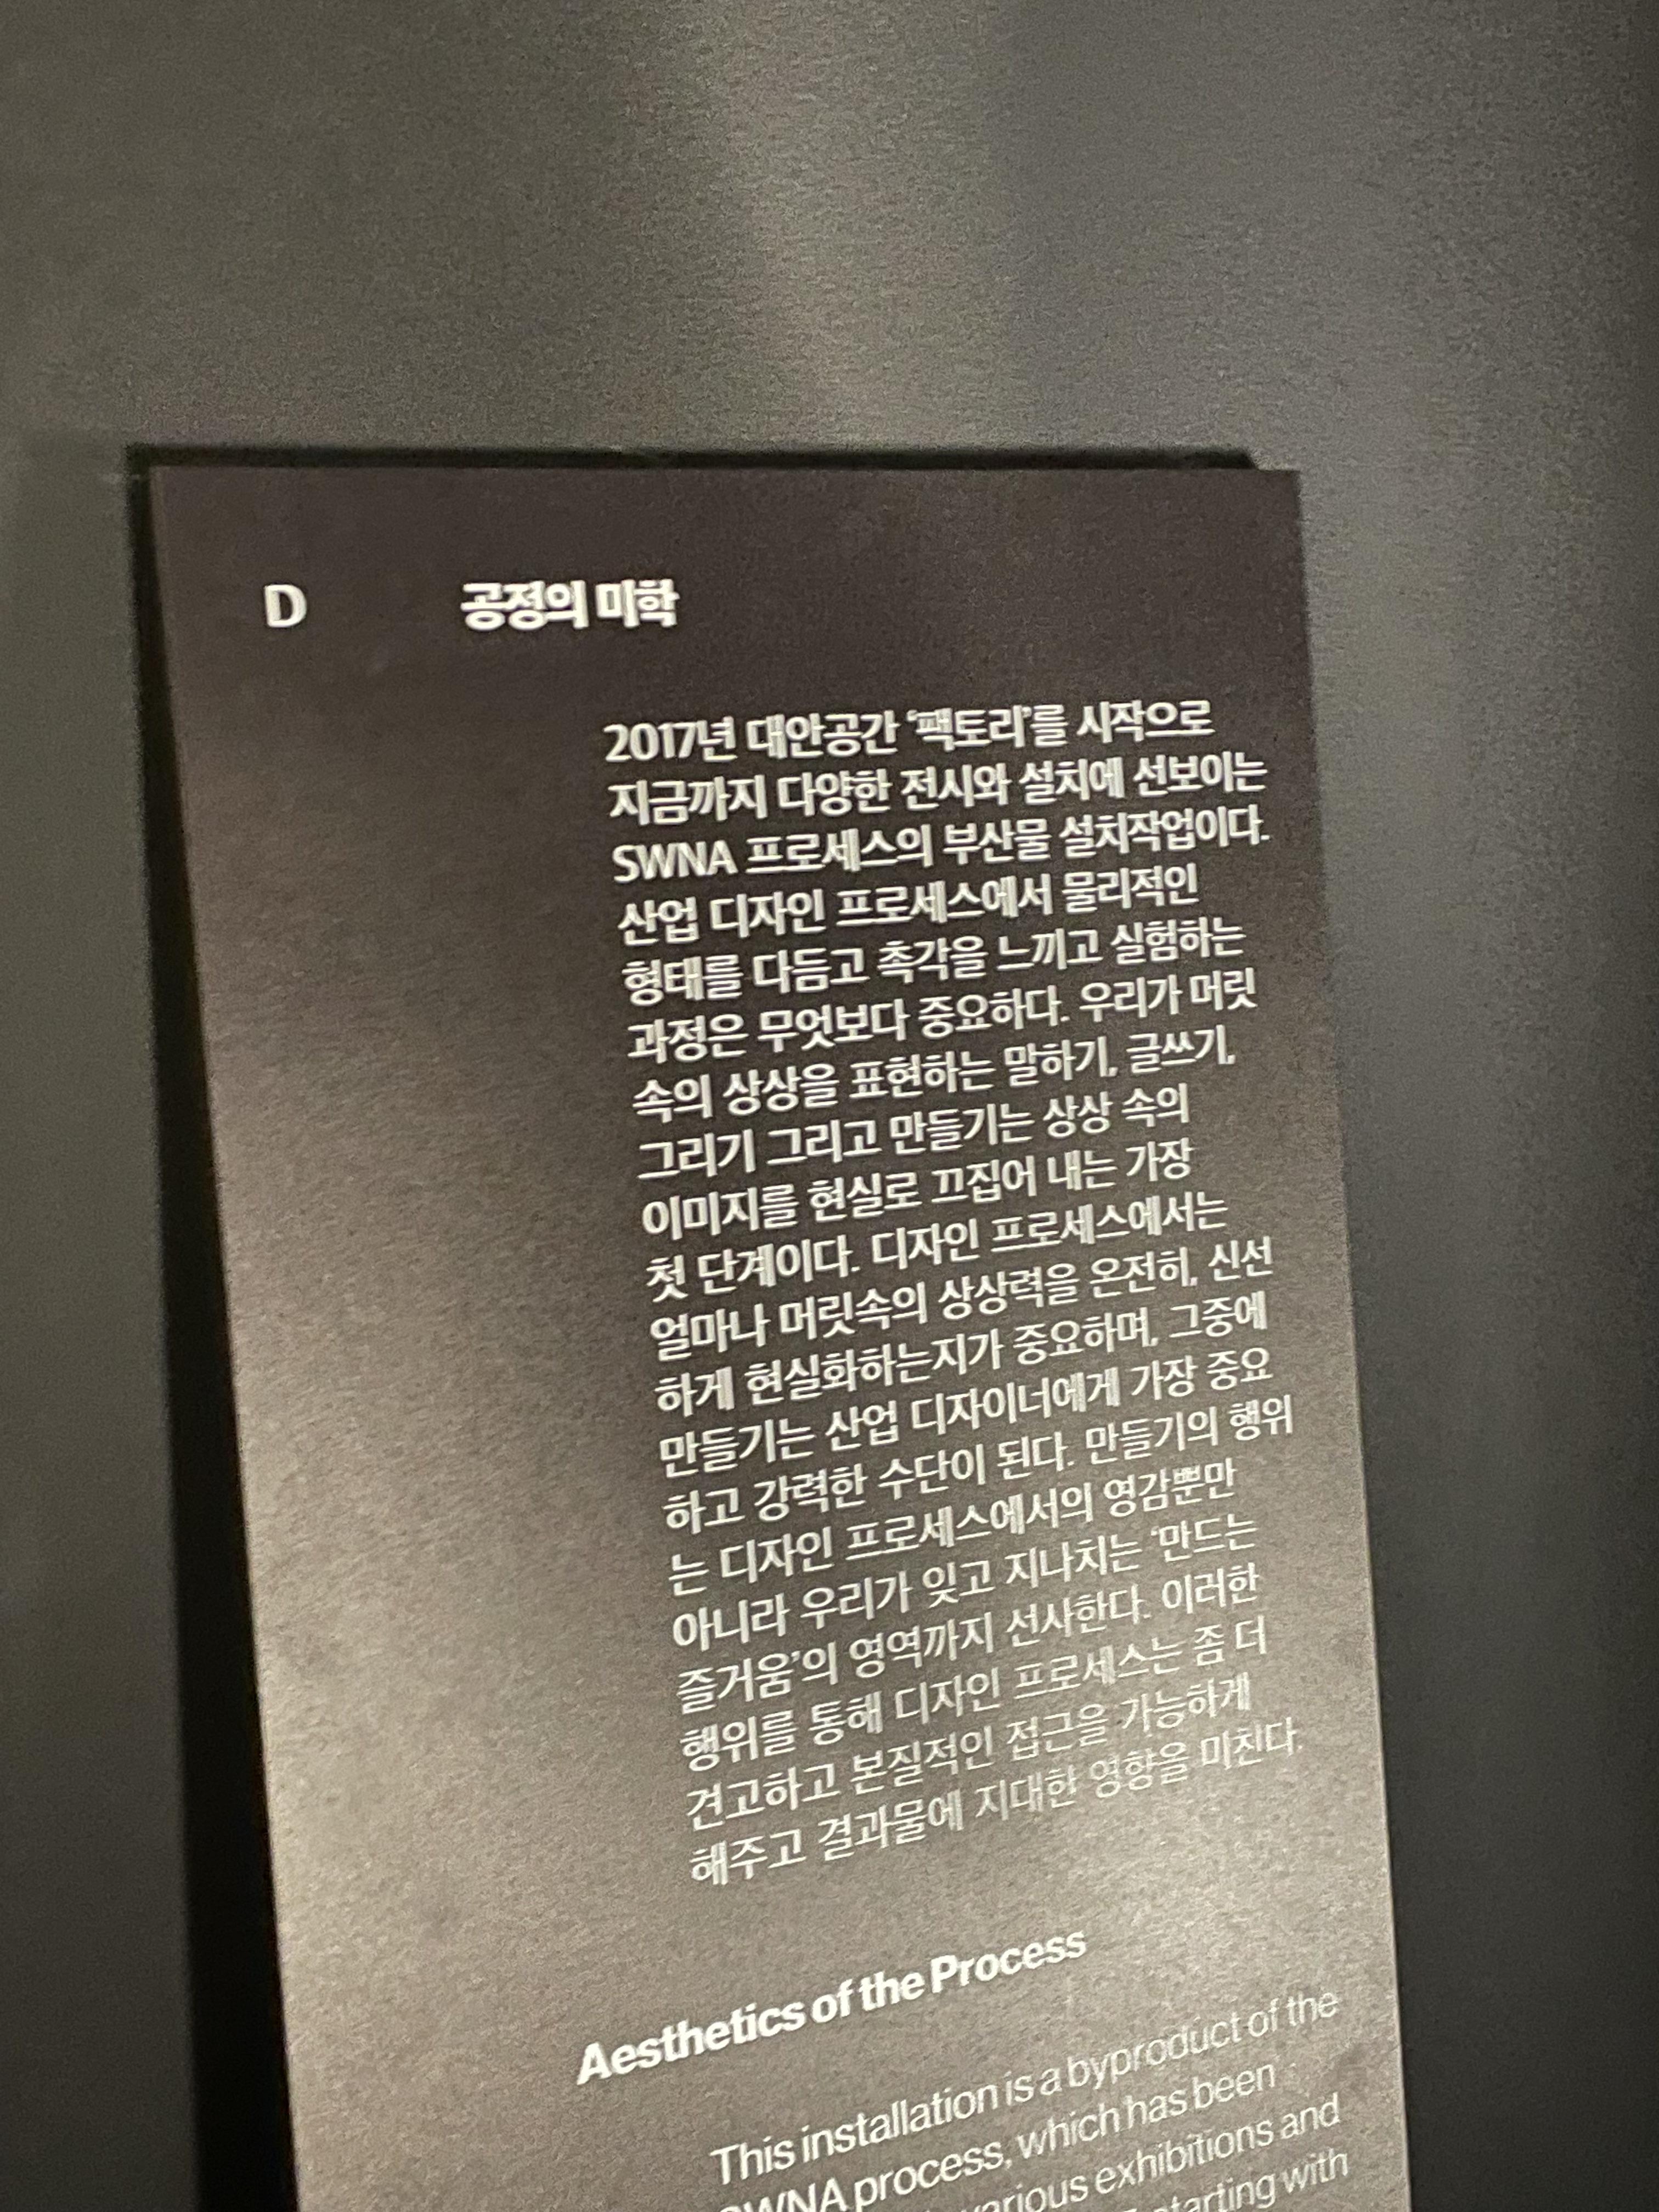 D 공정의 미학
2017년 대안공간 ‘팩토리’를 시작으로
지금까지 다양한 전시와 설치에 선보이는
SWNA 프로세스의 부산물 설치작업이다.
산업 디자인 프로세스에서 물리적인
형태를 다듬고 촉각을 느끼고 실험하는
과정은 무엇보다 중요하다. 우리가 머릿
속의 상상을 표현하는 말하기, 글쓰기,
그리기 그리고 만들기는 상상 속의
이미지를 현실로 끄집어 내는 가장
첫 단계이다. 디자인 프로세스에서는
얼마나 머릿속의 상상력을 온전히, 신선
하게 현실화하는지가 중요하며, 그중에
만들기는 산업 디자이너에게 가장 중요
하고 강력한 수단이 된다. 만들기의 행위
는 디자인 프로세스에서의 영감뿐만
아니라 우리가 잊고 지나치는 ‘만드는
즐거움’의 영역까지 선사한다. 이러한
행위를 통해 디자인 프로세스는 좀 더
견고하고 본질적인 접근을 가능하게
해주고 결과물에 지대한 영향을 미친다.
Aesthetics of the Process
This installation is a byproduct of the
SWNA process, which has been
various exhibitions and
starting with